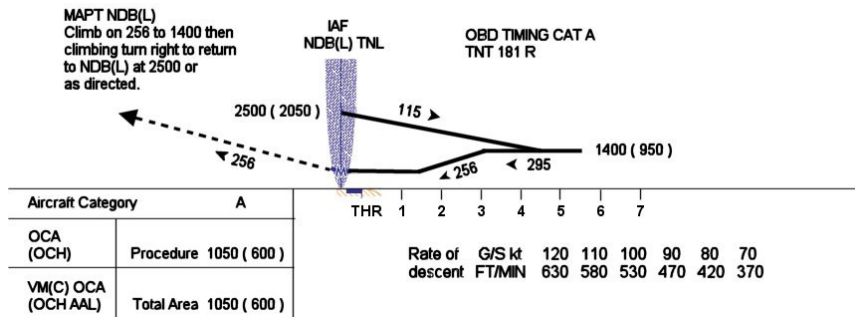 MAPT NDB(L)
Climb on 256 to 1400 then
climbing turn right to return
to NDB(L) at 2500 or
as directed.
IAF
NDB(L) TNL
OBD TIMING CAT A
TNT 181 R
2500 ( 2050 )
115
1400 ( 950 )
256
256
295
Aircraft Category A
THR 1 2 3 4 5 6 7
OCA
(OCH)
Procedure 1050 ( 600 )
VM(C) OCA
(OCH AAL)
Total Area 1050 ( 600 )
Rate of G/S kt 120 110 100 90 80 70
descent FT/MIN 630 580 530 470 420 370